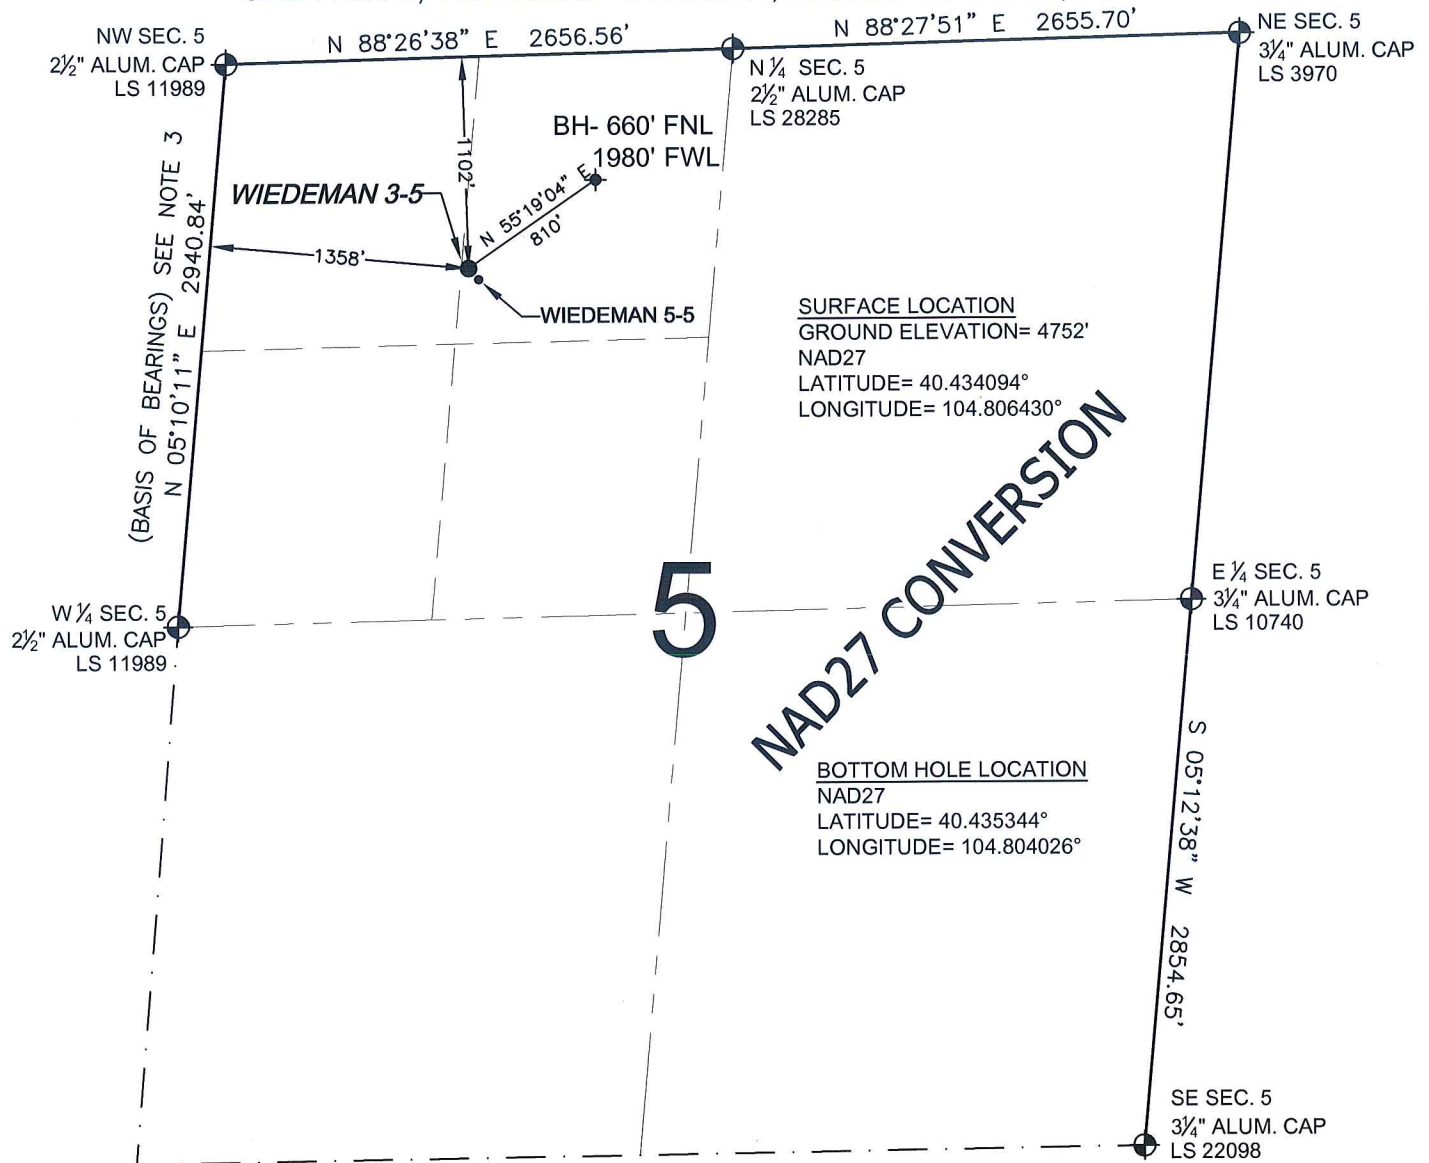 NW SEC. 5
2½" ALUM. CAP
LS 11989
N 88°26'38" E 2656.56'
N 88°27'51" E 2655.70'
NE SEC. 5
3¼" ALUM. CAP
LS 3970
N ¼ SEC. 5
2½" ALUM. CAP
LS 28285
BH- 660' FNL
1980' FWL
1102'
WIEDEMAN 3-5
N 55°19'04" E
810'
1358'
WIEDEMAN 5-5
(BASIS OF BEARINGS) SEE NOTE 3
N 05°10'11" E 2940.84'
SURFACE LOCATION
GROUND ELEVATION= 4752'
NAD27
LATITUDE= 40.434094°
LONGITUDE= 104.806430°
NAD27 CONVERSION
5
W ¼ SEC. 5
2½" ALUM. CAP
LS 11989
E ¼ SEC. 5
3¼" ALUM. CAP
LS 10740
S 05°12'38" W 2854.65'
BOTTOM HOLE LOCATION
NAD27
LATITUDE= 40.435344°
LONGITUDE= 104.804026°
SE SEC. 5
3¼" ALUM. CAP
LS 22098